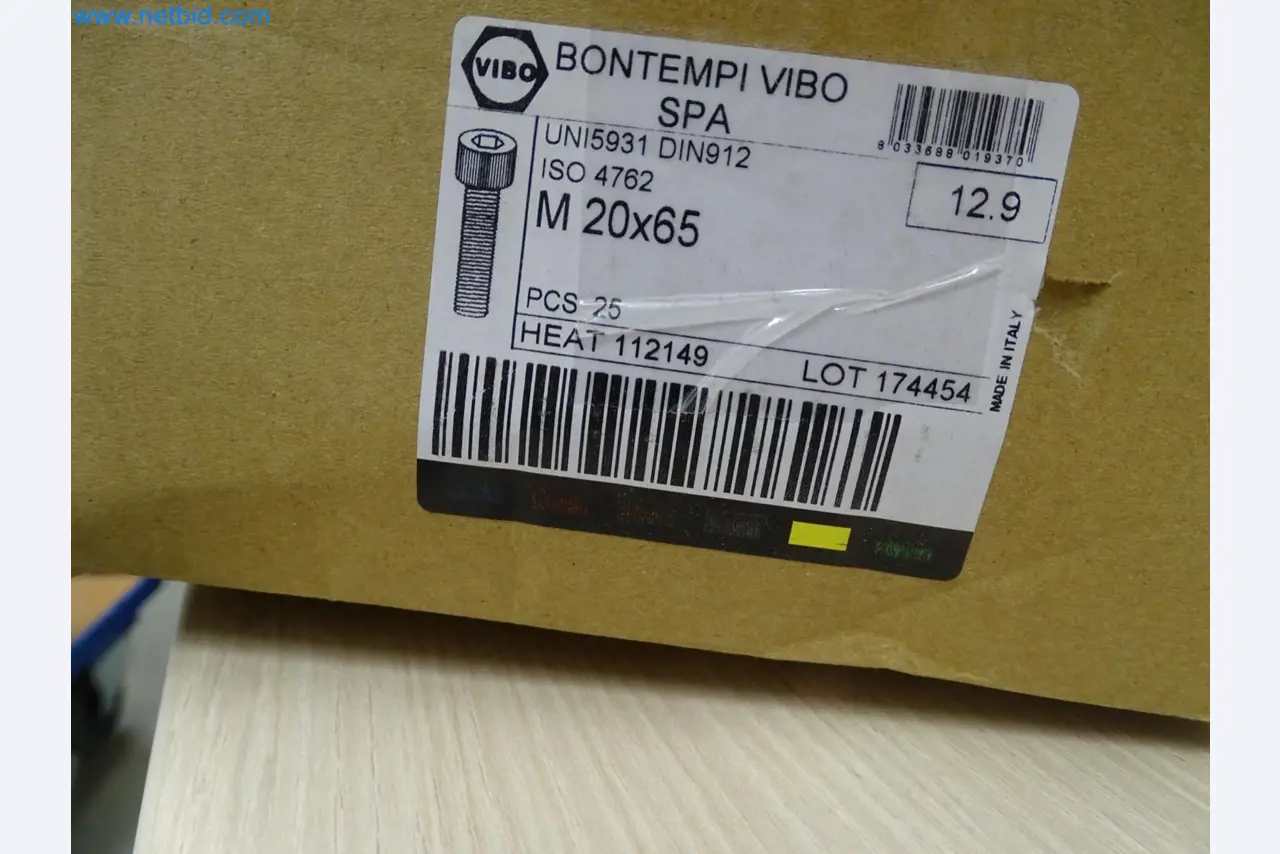 www.netbid.com
VIBO
BONTEMPI VIBO
SPA
8 033688 019370
UNI5931 DIN912
ISO 4762
12.9
M 20x65
PCS 25
HEAT 112149
LOT 174454
MADE IN ITALY